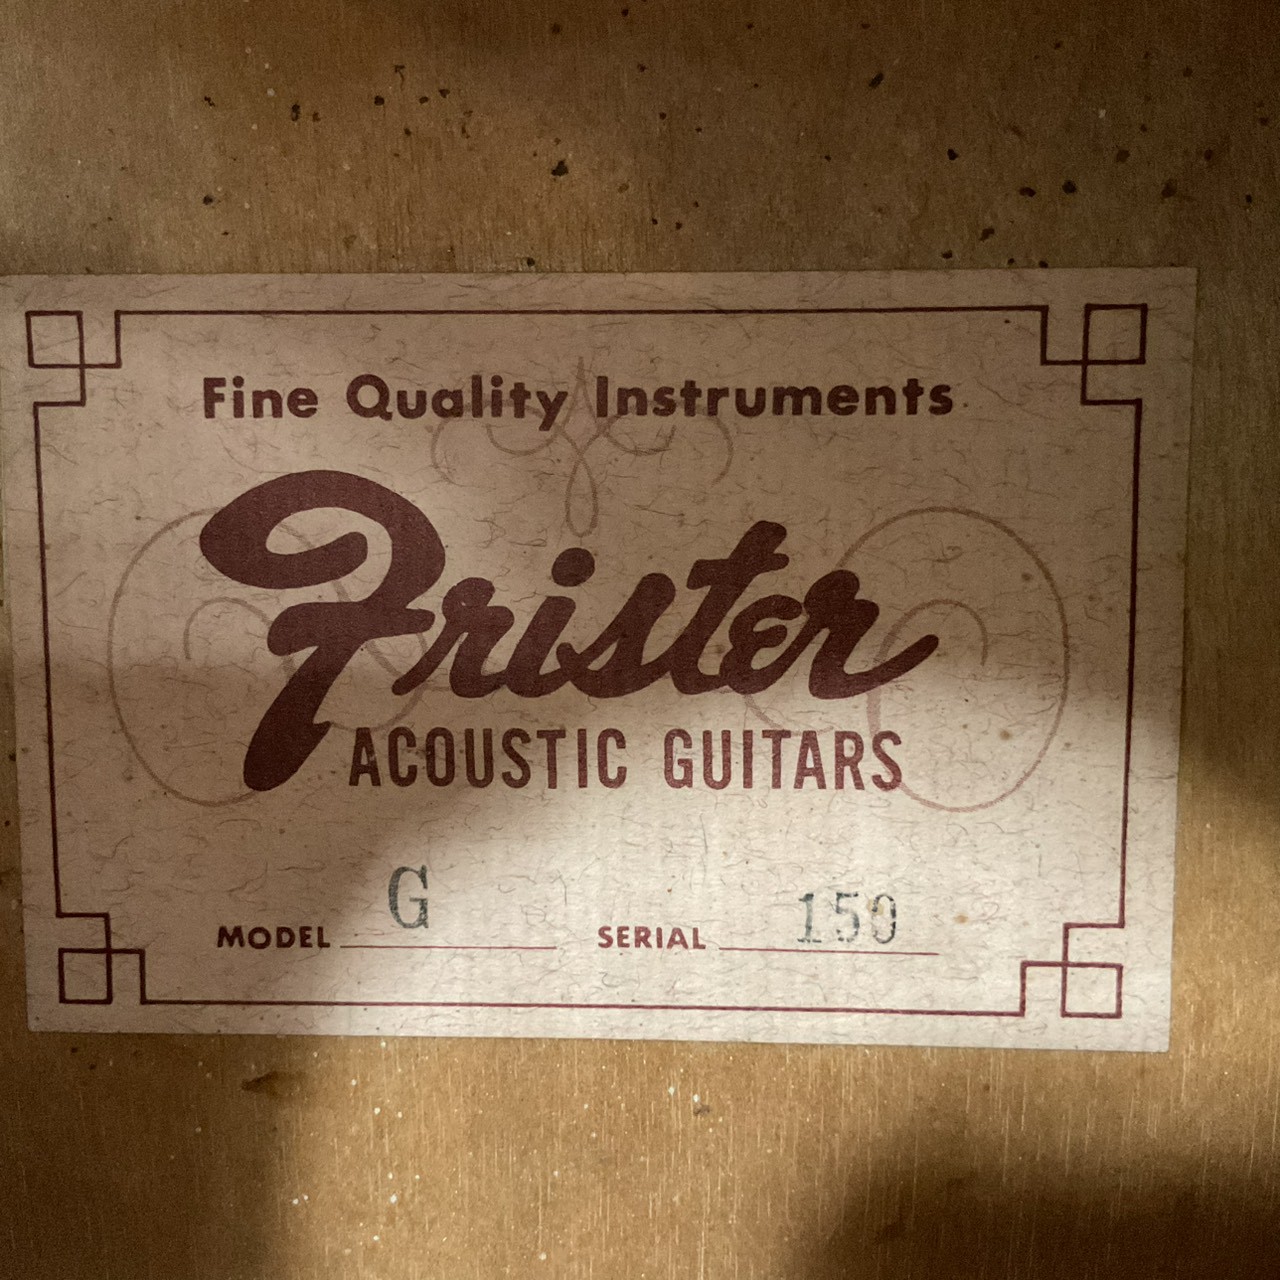 Fine Quality Instruments
Frister
ACOUSTIC GUITARS
MODEL G SERIAL 150